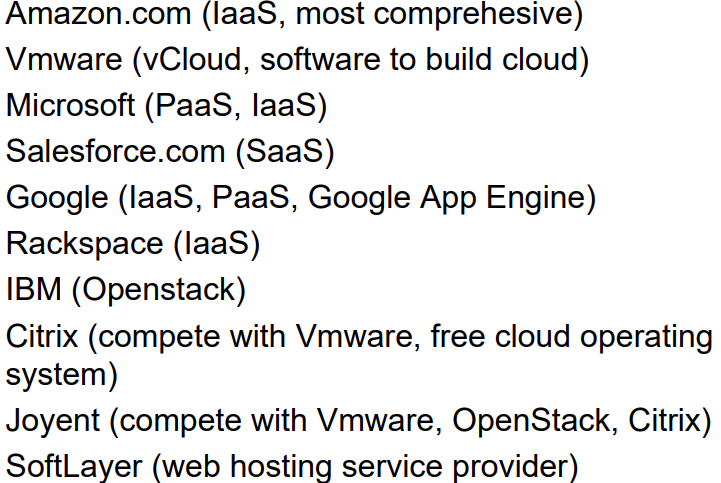 Amazon.com (IaaS, most comprehesive)
Vmware (vCloud, software to build cloud)
Microsoft (PaaS, IaaS)
Salesforce.com (SaaS)
Google (IaaS, PaaS, Google App Engine)
Rackspace (IaaS)
IBM (Openstack)
Citrix (compete with Vmware, free cloud operating
system)
Joyent (compete with Vmware, OpenStack, Citrix)
SoftLayer (web hosting service provider)